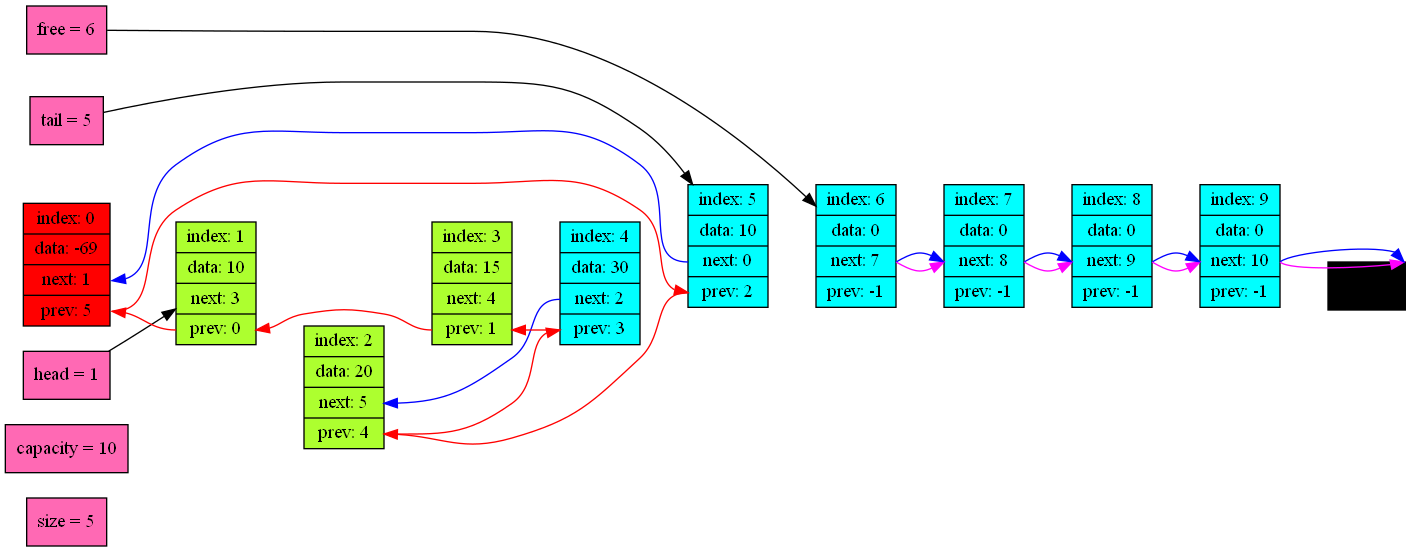 free = 6
tail = 5
index: 0
data: -69
next: 1
prev: 5
head = 1
capacity = 10
size = 5
index: 1
data: 10
next: 3
prev: 0
index: 2
data: 20
next: 5
prev: 4
index: 3
data: 15
next: 4
prev: 1
index: 4
data: 30
next: 2
prev: 3
index: 5
data: 10
next: 0
prev: 2
index: 6
data: 0
next: 7
prev: -1
index: 7
data: 0
next: 8
prev: -1
index: 8
data: 0
next: 9
prev: -1
index: 9
data: 0
next: 10
prev: -1